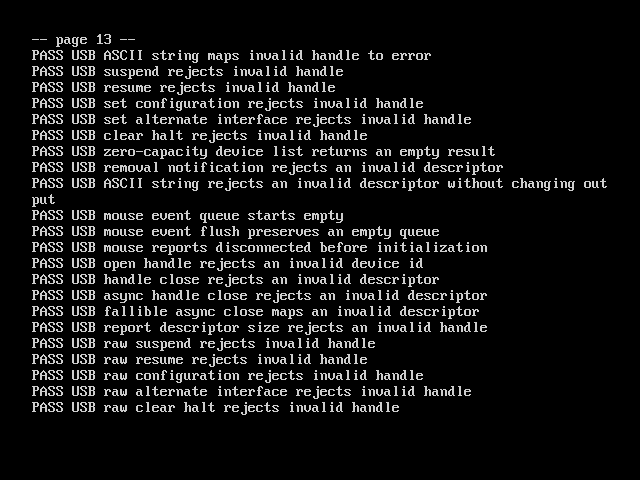 -- page 13 --
PASS USB ASCII string maps invalid handle to error
PASS USB suspend rejects invalid handle
PASS USB resume rejects invalid handle
PASS USB set configuration rejects invalid handle
PASS USB set alternate interface rejects invalid handle
PASS USB clear halt rejects invalid handle
PASS USB zero-capacity device list returns an empty result
PASS USB removal notification rejects an invalid descriptor
PASS USB ASCII string rejects an invalid descriptor without changing out
put
PASS USB mouse event queue starts empty
PASS USB mouse event flush preserves an empty queue
PASS USB mouse reports disconnected before initialization
PASS USB open handle rejects an invalid device id
PASS USB handle close rejects an invalid descriptor
PASS USB async handle close rejects an invalid descriptor
PASS USB fallible async close maps an invalid descriptor
PASS USB report descriptor size rejects an invalid handle
PASS USB raw suspend rejects invalid handle
PASS USB raw resume rejects invalid handle
PASS USB raw configuration rejects invalid handle
PASS USB raw alternate interface rejects invalid handle
PASS USB raw clear halt rejects invalid handle